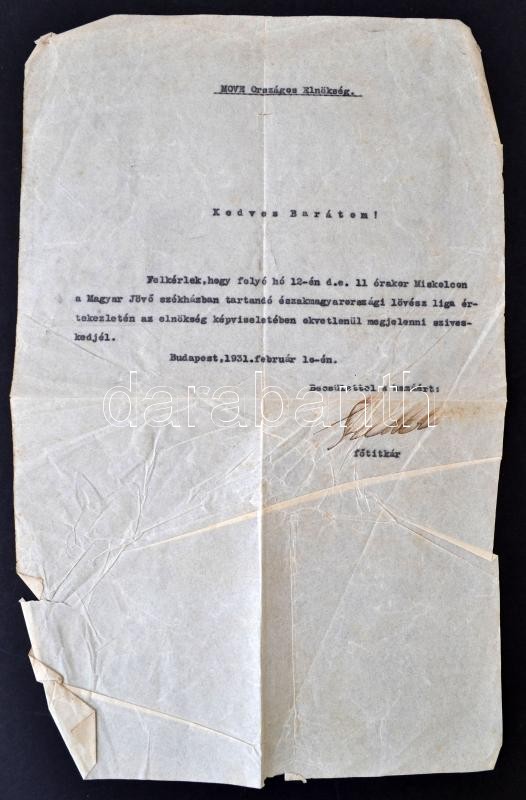 MOVE Országos Elnökség.
Kedves Barátom!
Felkérlek, hogy folyó hó 12-én d.e. 11 órakor Miskolcon
a Magyar Jövő székházban tartandó északmagyarországi lövész liga ér-
tekezletén az elnökség képviseletében okvetlenül megjelenni szives-
kedjél.
Budapest, 1931. február 1o-én.
Becsülettel a hazáért:
főtitkár
darabanth